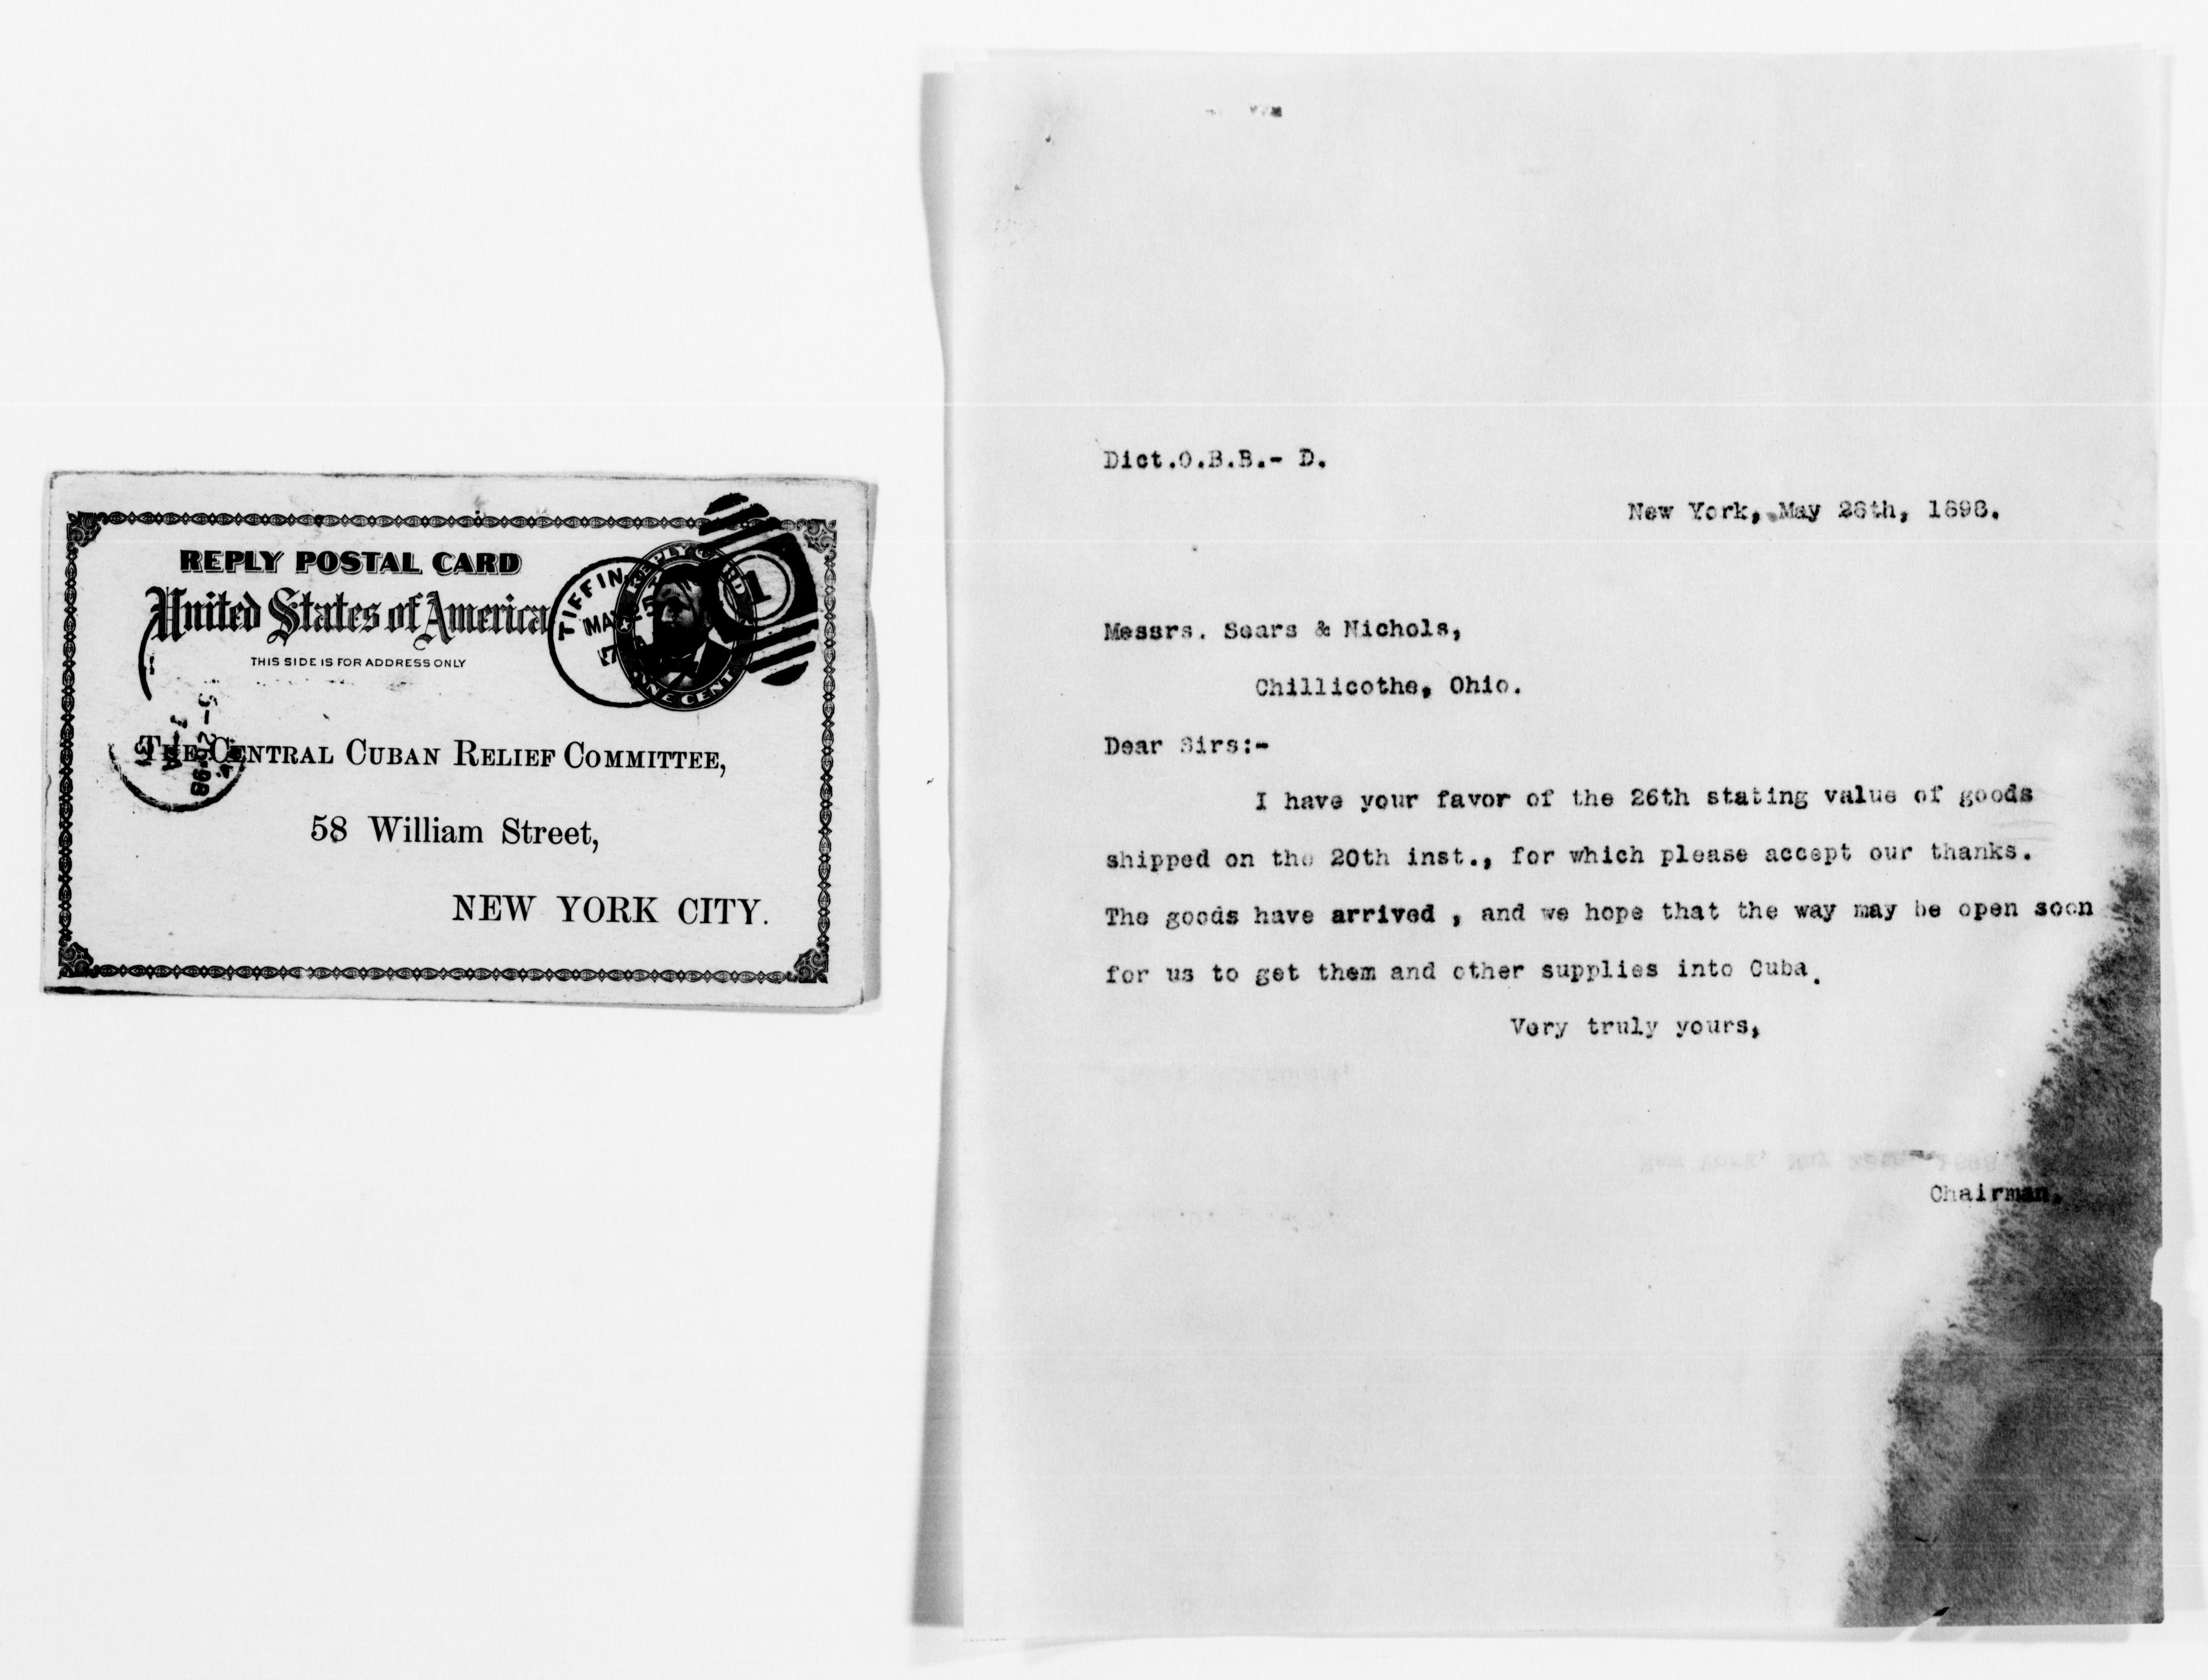 REPLY POSTAL CARD
United States of America
THIS SIDE IS FOR ADDRESS ONLY
TIFFIN
REPLY CARD
ONE CENT
1
THE CENTRAL CUBAN RELIEF COMMITTEE,
58 William Street,
NEW YORK CITY.
Dict.O.B.B.- D.
New York, May 28th, 1898.
Messrs. Sears & Nichols,
Chillicothe, Ohio.
Dear Sirs:-
I have your favor of the 26th stating value of goods
shipped on the 20th inst., for which please accept our thanks.
The goods have arrived , and we hope that the way may be open soon
for us to get them and other supplies into Cuba.
Very truly yours,
Chairman.